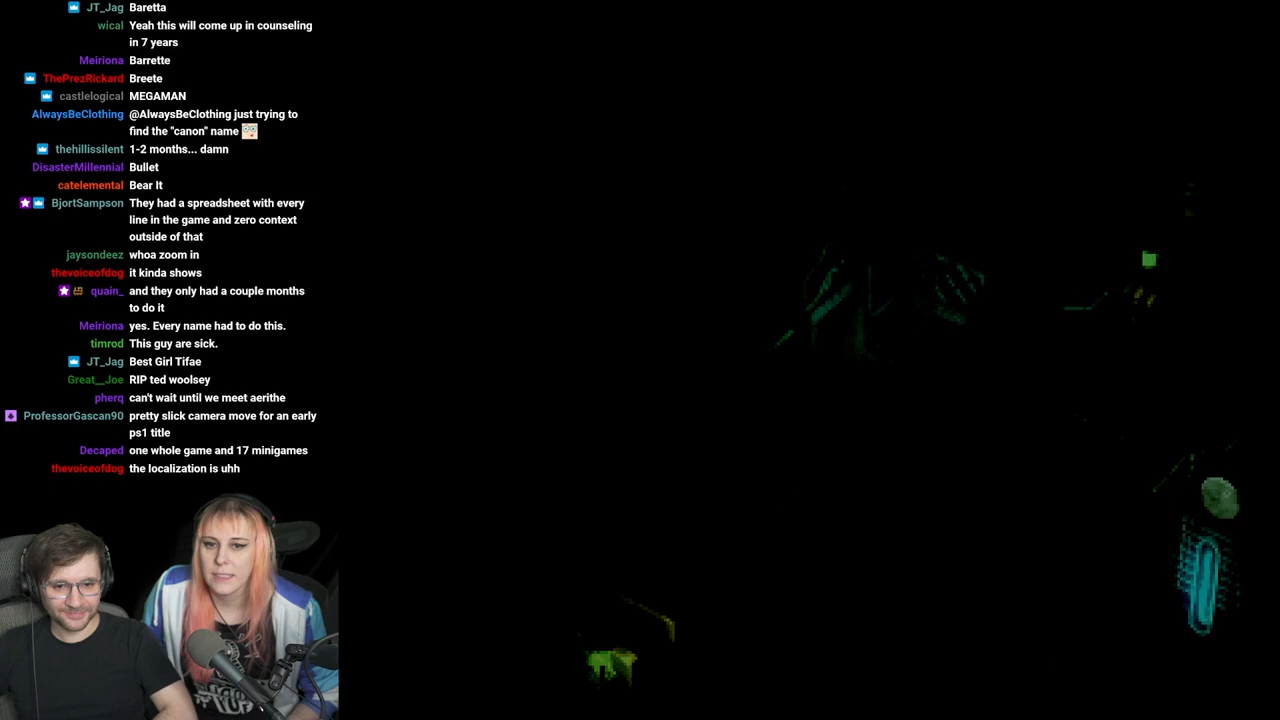 JT_Jag Baretta
wical Yeah this will come up in counseling
in 7 years
Meiriona Barrette
ThePrezRickard Breete
castlelogical MEGAMAN
AlwaysBeClothing @AlwaysBeClothing just trying to
find the "canon" name
thehillissilent 1-2 months... damn
DisasterMillennial Bullet
catelemental Bear It
BjortSampson They had a spreadsheet with every
line in the game and zero context
outside of that
jaysondeez whoa zoom in
thevoiceofdog it kinda shows
quain_ and they only had a couple months
to do it
Meiriona yes. Every name had to do this.
timrod This guy are sick.
JT_Jag Best Girl Tifae
Great__Joe RIP ted woolsey
pherq can't wait until we meet aerithe
ProfessorGascan90 pretty slick camera move for an early
ps1 title
Decaped one whole game and 17 minigames
thevoiceofdog the localization is uhh